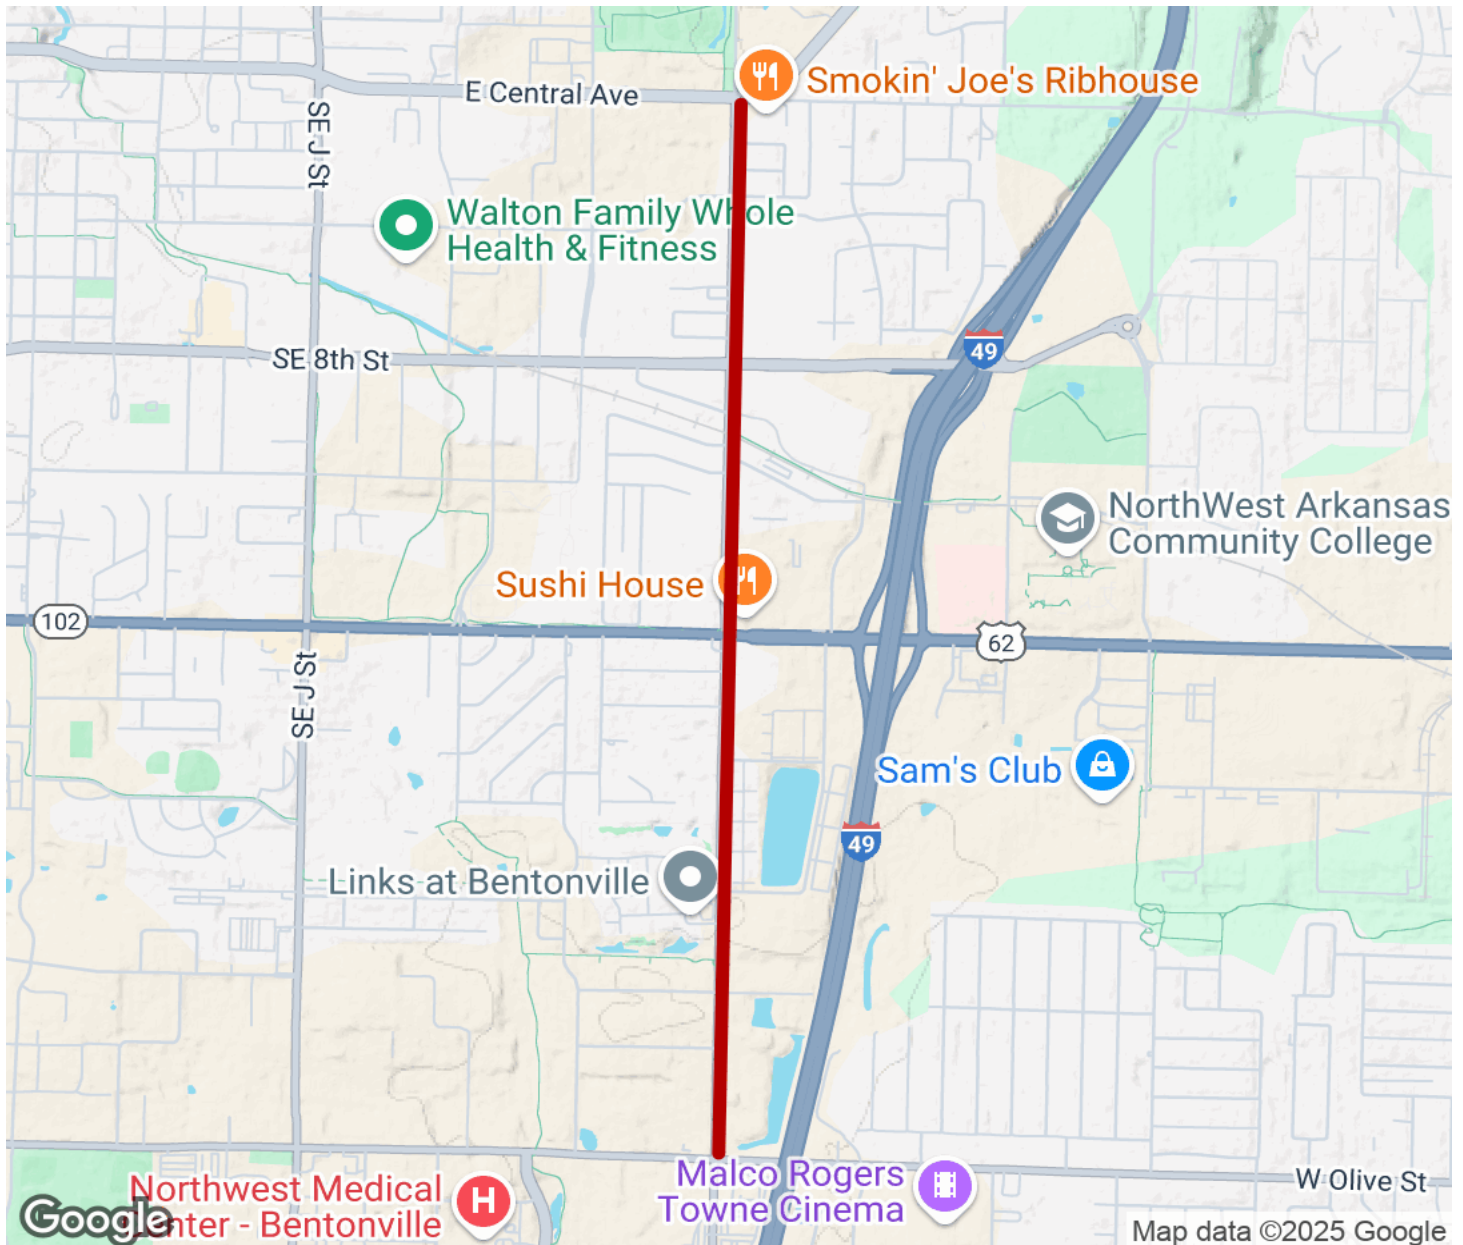 Smokin' Joe's Ribhouse
E Central Ave
SE J St
Walton Family Whole
Health & Fitness
49
SE 8th St
NorthWest Arkansas
Community College
Sushi House
102
62
SE J St
Sam's Club
49
Links at Bentonville
Malco Rogers
Towne Cinema
W Olive St
Northwest Medical
Center - Bentonville
H
Google
Map data ©2025 Google